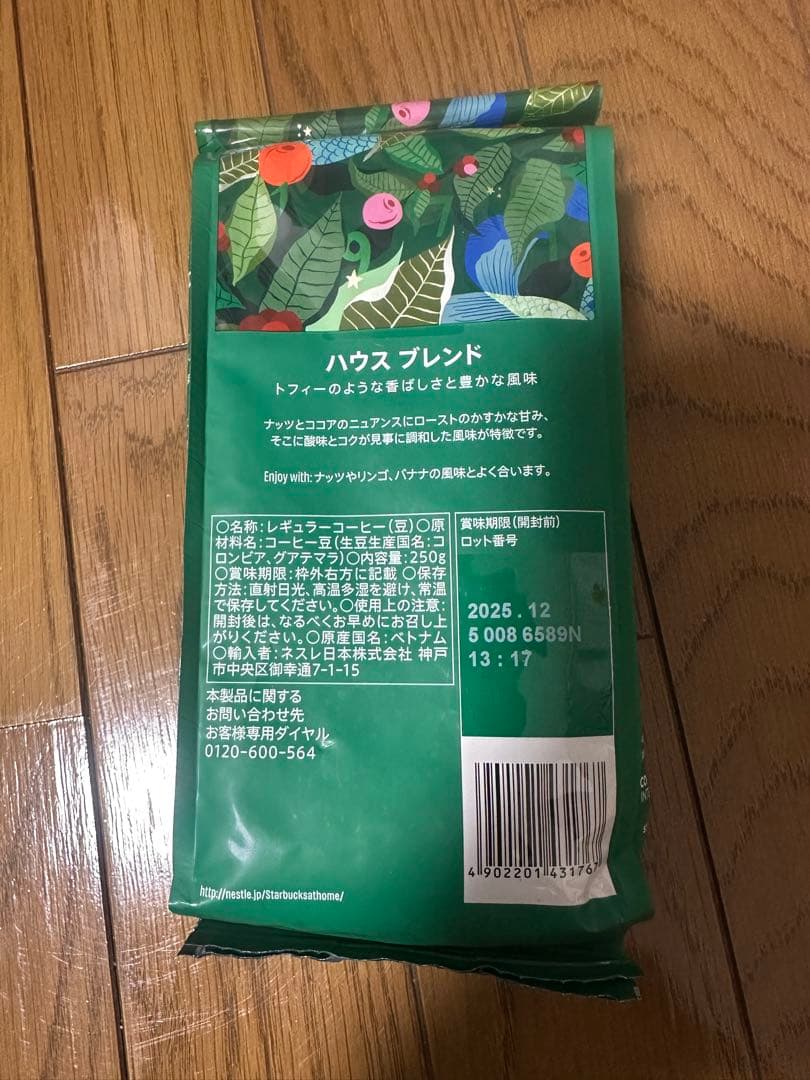 ハウス ブレンド
トフィーのような香ばしさと豊かな風味
ナッツとココアのニュアンスにローストのかすかな甘み、
そこに酸味とコクが見事に調和した風味が特徴です。
Enjoy with: ナッツやリンゴ、バナナの風味とよく合います。
○名称:レギュラーコーヒー(豆)○原
材料名:コーヒー豆(生豆生産国名:コ
ロンビア、グアテマラ)○内容量:250g
○賞味期限:枠外右方に記載 ○保存
方法:直射日光、高温多湿を避け、常温
で保存してください。○使用上の注意:
開封後は、なるべくお早めにお召し上
がりください。○原産国名:ベトナム
○輸入者:ネスレ日本株式会社 神戸
市中央区御幸通7-1-15
賞味期限(開封前)
ロット番号
2025.12
5 008 6589N
13:17
本製品に関する
お問い合わせ先
お客様専用ダイヤル
0120-600-564
4 902201 43176
http://nestle.jp/Starbucksathome/